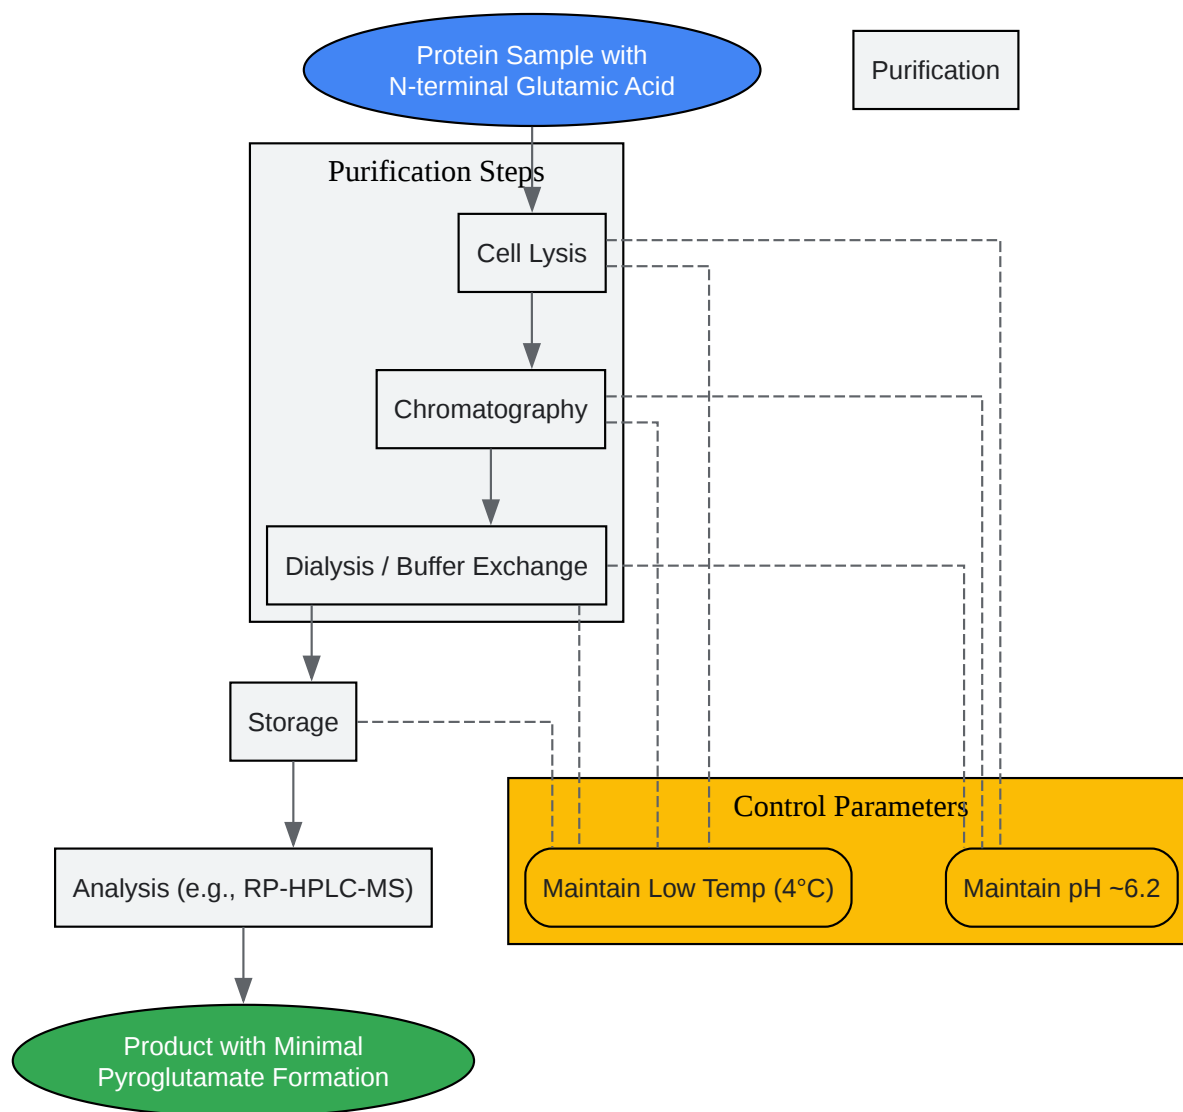 Protein Sample with
N-terminal Glutamic Acid
Purification
Purification Steps
Cell Lysis
Chromatography
Dialysis / Buffer Exchange
Storage
Control Parameters
Analysis (e.g., RP-HPLC-MS)
Maintain Low Temp (4°C)
Maintain pH ~6.2
Product with Minimal
Pyroglutamate Formation